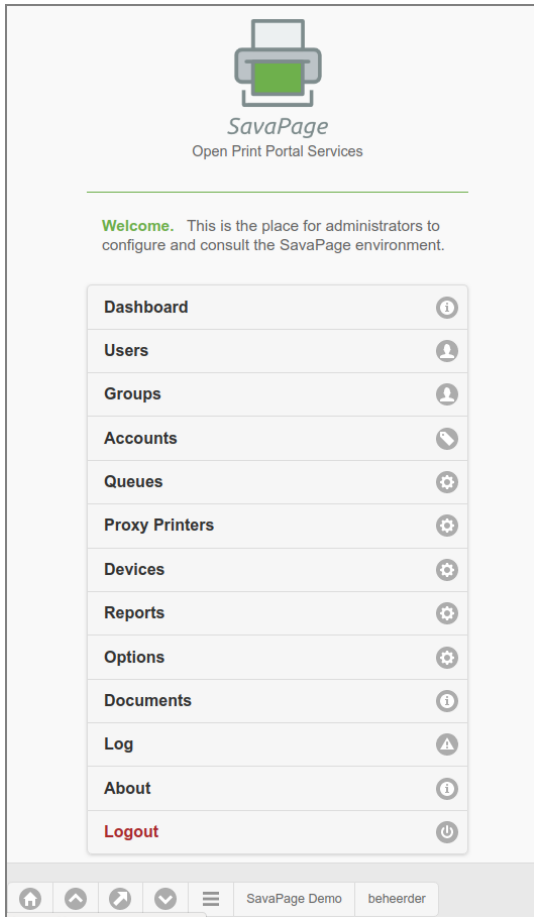 SavaPage
Open Print Portal Services
Welcome. This is the place for administrators to
configure and consult the SavaPage environment.
Dashboard
Users
Groups
Accounts
Queues
Proxy Printers
Devices
Reports
Options
Documents
Log
About
Logout
SavaPage Demo beheerder